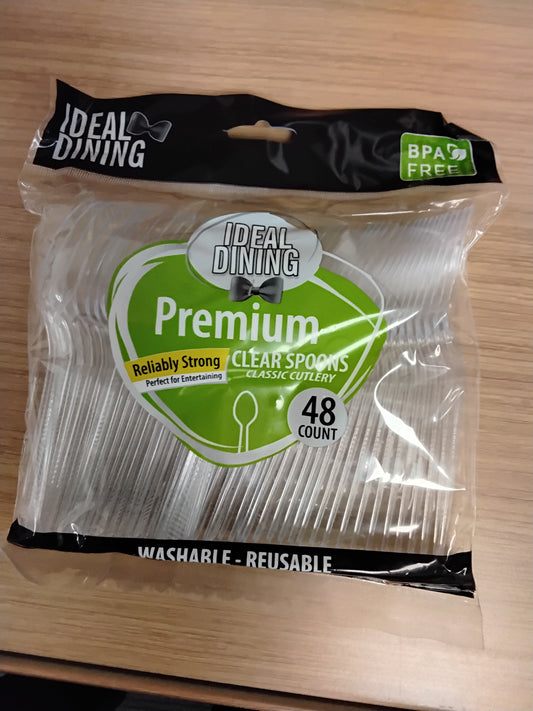 IDEAL
DINING
BPA
FREE
IDEAL
DINING
Premium
Reliably Strong
Perfect for Entertaining
CLEAR SPOONS
CLASSIC CUTLERY
48
COUNT
WASHABLE - REUSABLE